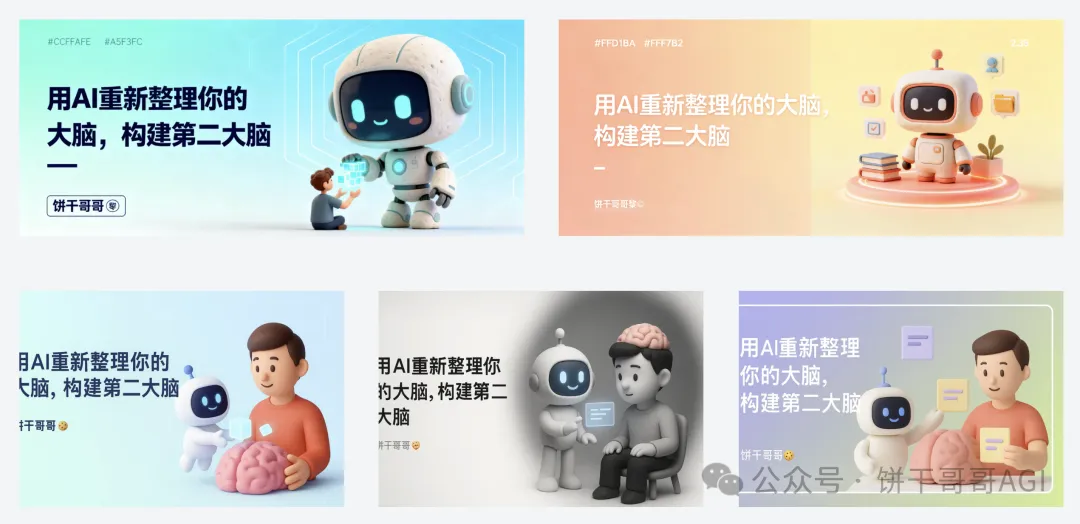 #CCFFAFE #A5F3FC
用AI重新整理你的
大脑，构建第二大脑
饼干哥哥
#FFD1BA #FFF7B2
用AI重新整理你的大脑，
构建第二大脑
饼干哥哥
用AI重新整理你的
大脑，构建第二大脑
饼干哥哥
用AI重新整理你
的大脑，构建第二
大脑
饼干哥哥
用AI重新整理
你的大脑，
构建第二大脑
饼干哥哥
公众号 · 饼干哥哥AGI